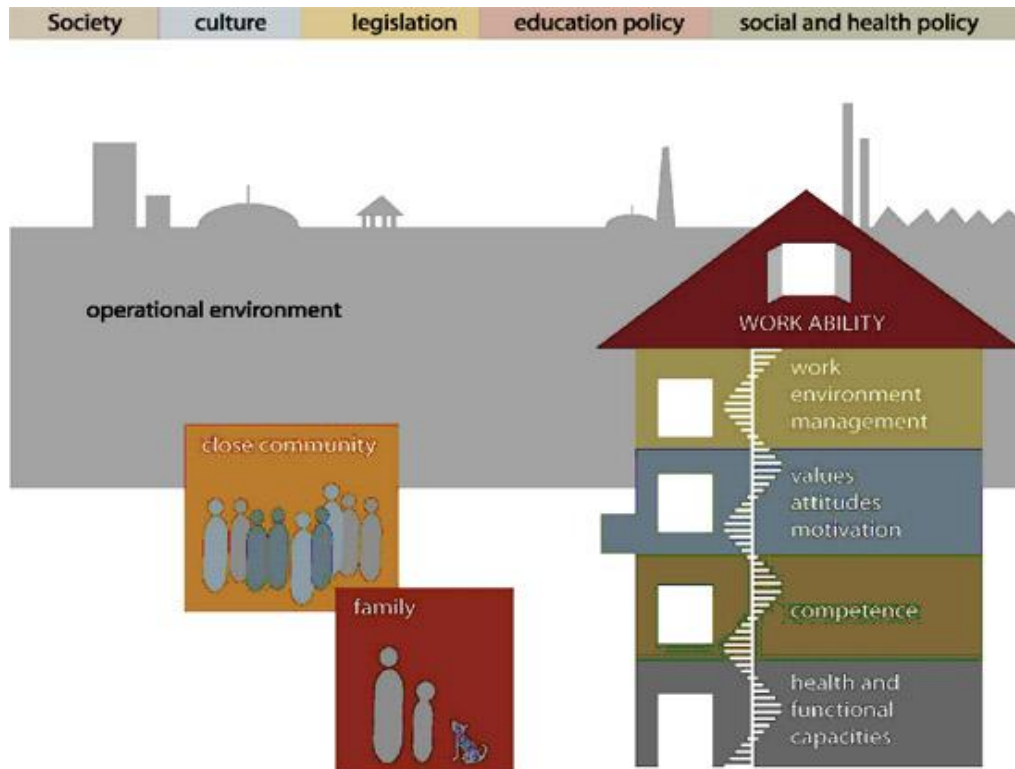 Society culture legislation education policy social and health policy
operational environment
WORK ABILITY
work
environment
management
close community
values
attitudes
motivation
family
competence
health and
functional
capacities